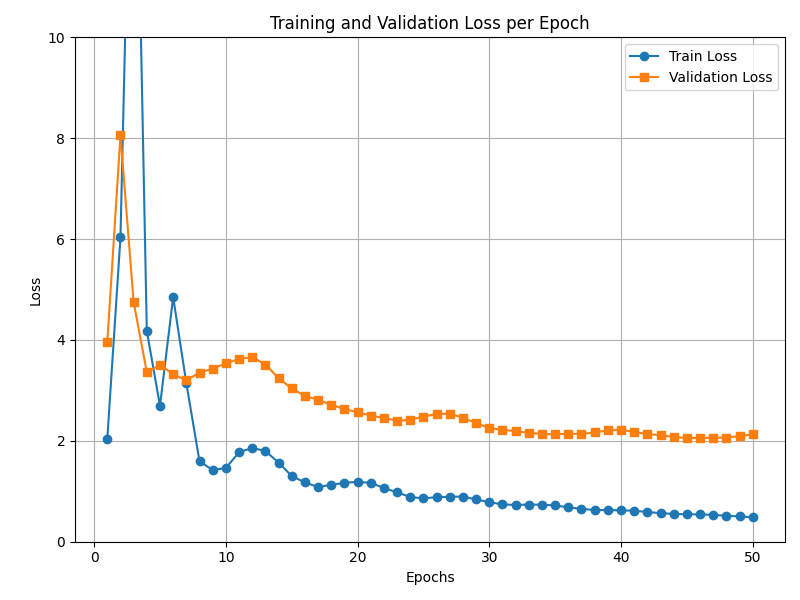 Training and Validation Loss per Epoch
Train Loss
Validation Loss
Loss
10
8
6
4
2
0
0 10 20 30 40 50
Epochs